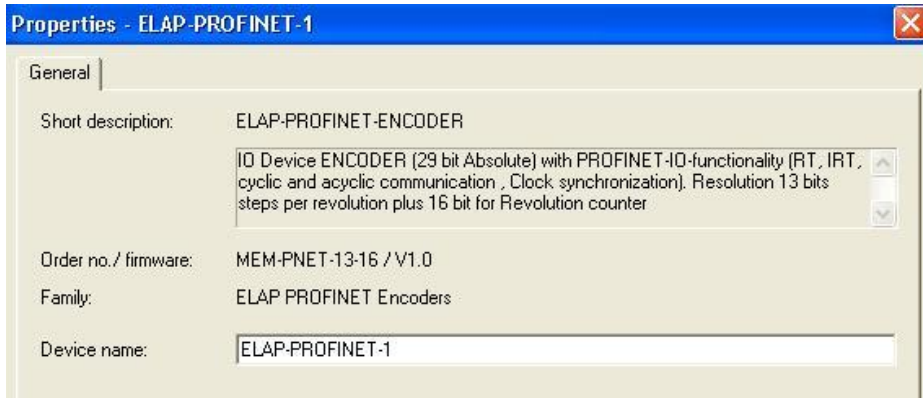 Properties - ELAP-PROFINET-1
General
Short description: ELAP-PROFINET-ENCODER
IO Device ENCODER (29 bit Absolute) with PROFINET-IO-functionality (RT, IRT,
cyclic and acyclic communication , Clock synchronization). Resolution 13 bits
steps per revolution plus 16 bit for Revolution counter
Order no./ firmware: MEM-PNET-13-16 / V1.0
Family: ELAP PROFINET Encoders
Device name: ELAP-PROFINET-1